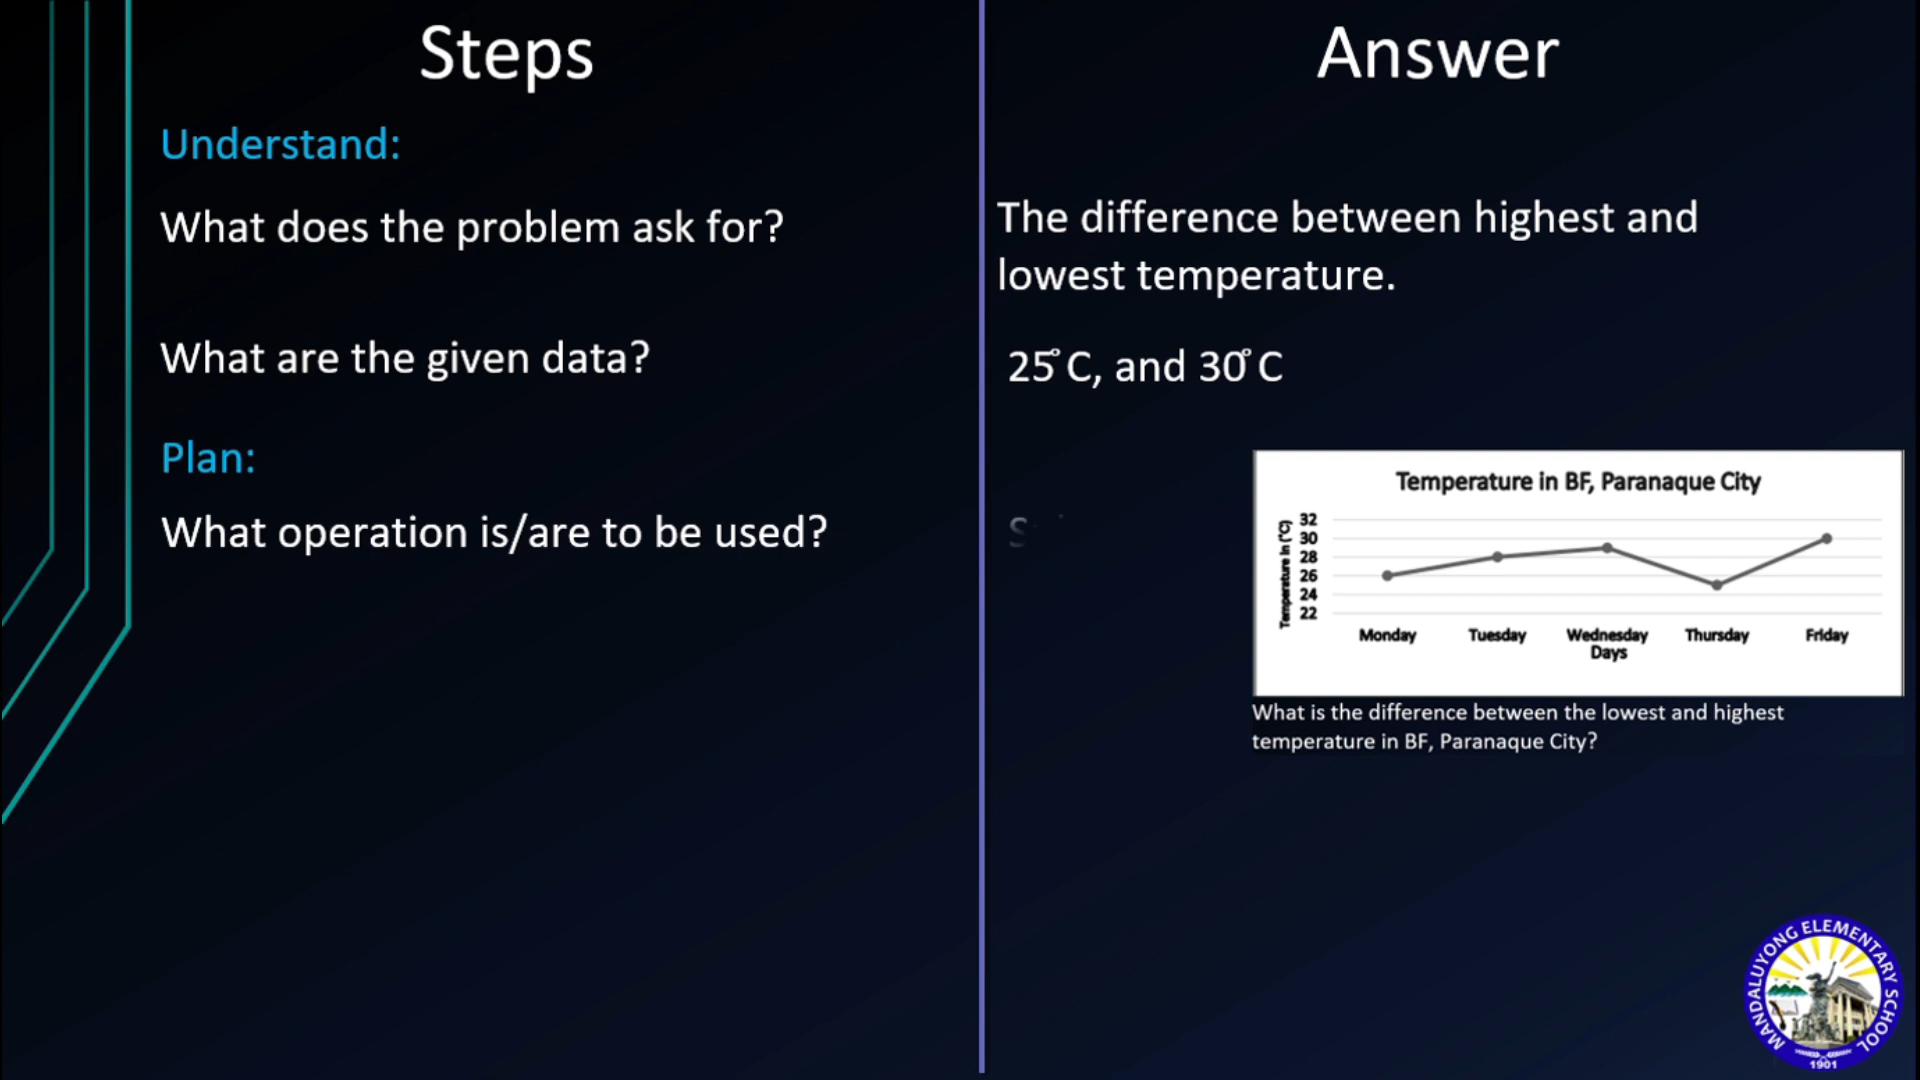 Steps
Answer
Understand:
What does the problem ask for?
The difference between highest and
lowest temperature.
What are the given data?
25°C, and 30°C
Plan:
What operation is/are to be used?
Temperature in BF, Paranaque City
Temperature in (°C)
32
30
28
26
24
22
Monday Tuesday Wednesday Thursday Friday
Days
What is the difference between the lowest and highest
temperature in BF, Paranaque City?
MANDALUYONG ELEMENTARY SCHOOL
1901